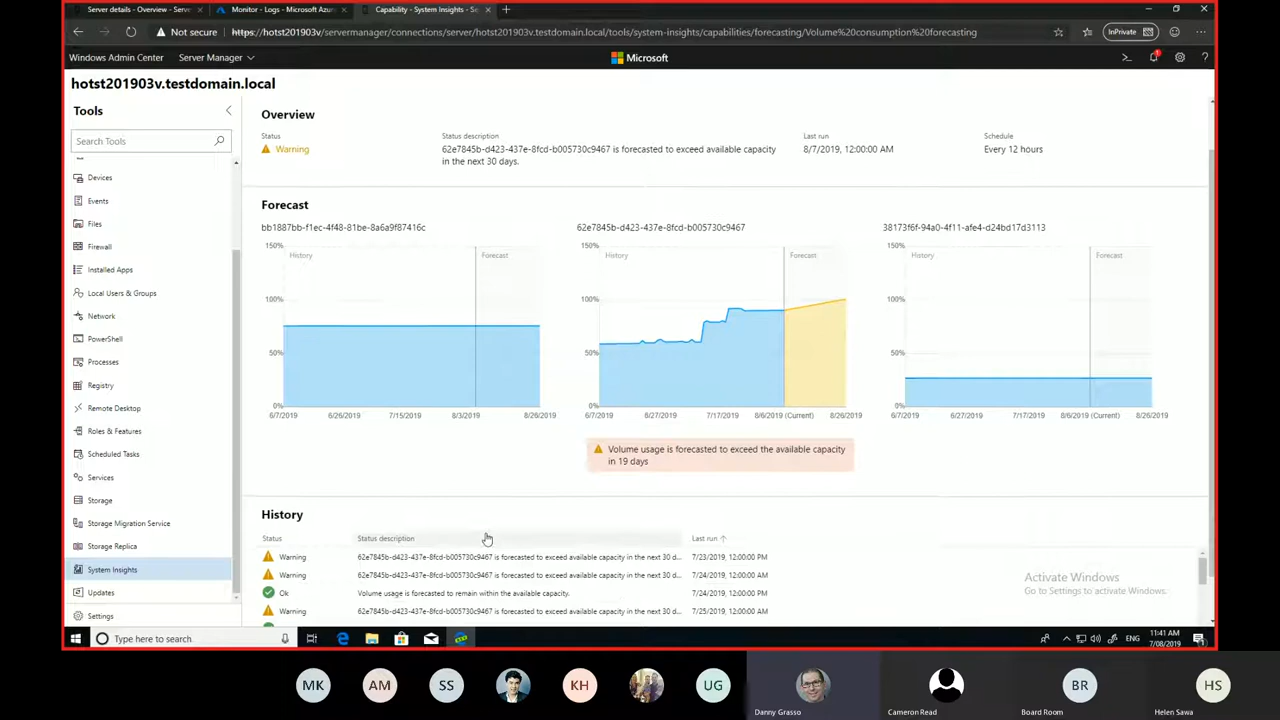 Server details - Overview - Serve
Monitor - Logs - Microsoft Azur
Capability - System Insights - Se
Not secure
https://hotst201903v/servermanager/connections/server/hotst201903v.testdomain.local/tools/system-insights/capabilities/forecasting/Volume%20consumption%20forecasting
InPrivate
Windows Admin Center
Server Manager
Microsoft
hotst201903v.testdomain.local
Tools
Search Tools
Devices
Events
Files
Firewall
Installed Apps
Local Users & Groups
Network
PowerShell
Processes
Registry
Remote Desktop
Roles & Features
Scheduled Tasks
Services
Storage
Storage Migration Service
Storage Replica
System Insights
Updates
Settings
Overview
Status
Warning
Status description
62e7845b-d423-437e-8fcd-b005730c9467 is forecasted to exceed available capacity
in the next 30 days.
Last run
8/7/2019, 12:00:00 AM
Schedule
Every 12 hours
Forecast
bb1887bb-f1ec-4f48-81be-8a6a9f87416c
150%
History
Forecast
100%
50%
0%
6/7/2019
6/26/2019
7/15/2019
8/3/2019
8/26/2019
62e7845b-d423-437e-8fcd-b005730c9467
150%
History
Forecast
100%
50%
0%
6/7/2019
6/27/2019
7/17/2019
8/6/2019 (Current)
8/26/2019
Volume usage is forecasted to exceed the available capacity
in 19 days
38173f6f-94a0-4f11-afe4-d24bd17d3113
150%
History
Forecast
100%
50%
0%
6/7/2019
6/27/2019
7/17/2019
8/6/2019 (Current)
8/26/2019
History
Status
Status description
Last run
Warning
62e7845b-d423-437e-8fcd-b005730c9467 is forecasted to exceed available capacity in the next 30 d...
7/23/2019, 12:00:00 PM
Warning
62e7845b-d423-437e-8fcd-b005730c9467 is forecasted to exceed available capacity in the next 30 d...
7/24/2019, 12:00:00 AM
Ok
Volume usage is forecasted to remain within the available capacity.
7/24/2019, 12:00:00 PM
Warning
62e7845b-d423-437e-8fcd-b005730c9467 is forecasted to exceed available capacity in the next 30 d...
7/25/2019, 12:00:00 AM
Activate Windows
Go to Settings to activate Windows.
Type here to search
ENG
11:41 AM
7/08/2019
MK
AM
SS
KH
UG
Danny Grasso
Cameron Read
BR
Board Room
HS
Helen Sawa